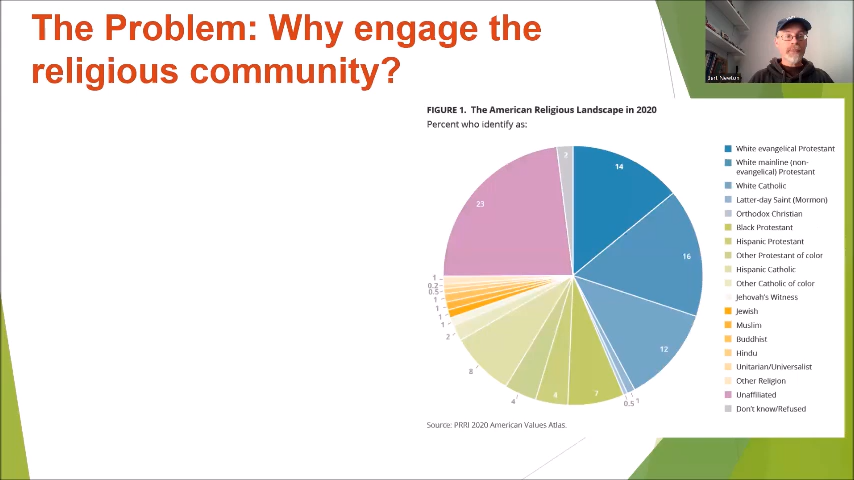 The Problem: Why engage the
religious community?
Bert Newton
FIGURE 1. The American Religious Landscape in 2020
Percent who identify as:
2
14
23
16
12
1
0.5
7
4
4
8
2
1
1
1
0.5
0.2
1
White evangelical Protestant
White mainline (non-
evangelical) Protestant
White Catholic
Latter-day Saint (Mormon)
Orthodox Christian
Black Protestant
Hispanic Protestant
Other Protestant of color
Hispanic Catholic
Other Catholic of color
Jehovah's Witness
Jewish
Muslim
Buddhist
Hindu
Unitarian/Universalist
Other Religion
Unaffiliated
Don't know/Refused
Source: PRRI 2020 American Values Atlas.